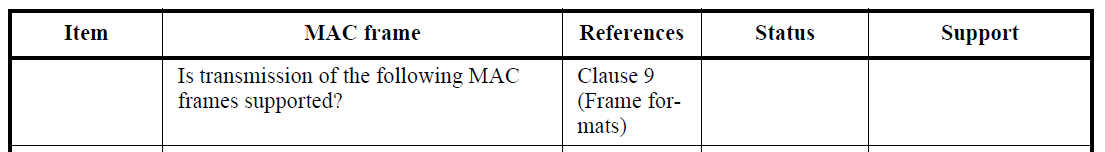 Item MAC frame References Status Support
Is transmission of the following MAC Clause 9
frames supported? (Frame for-
mats)